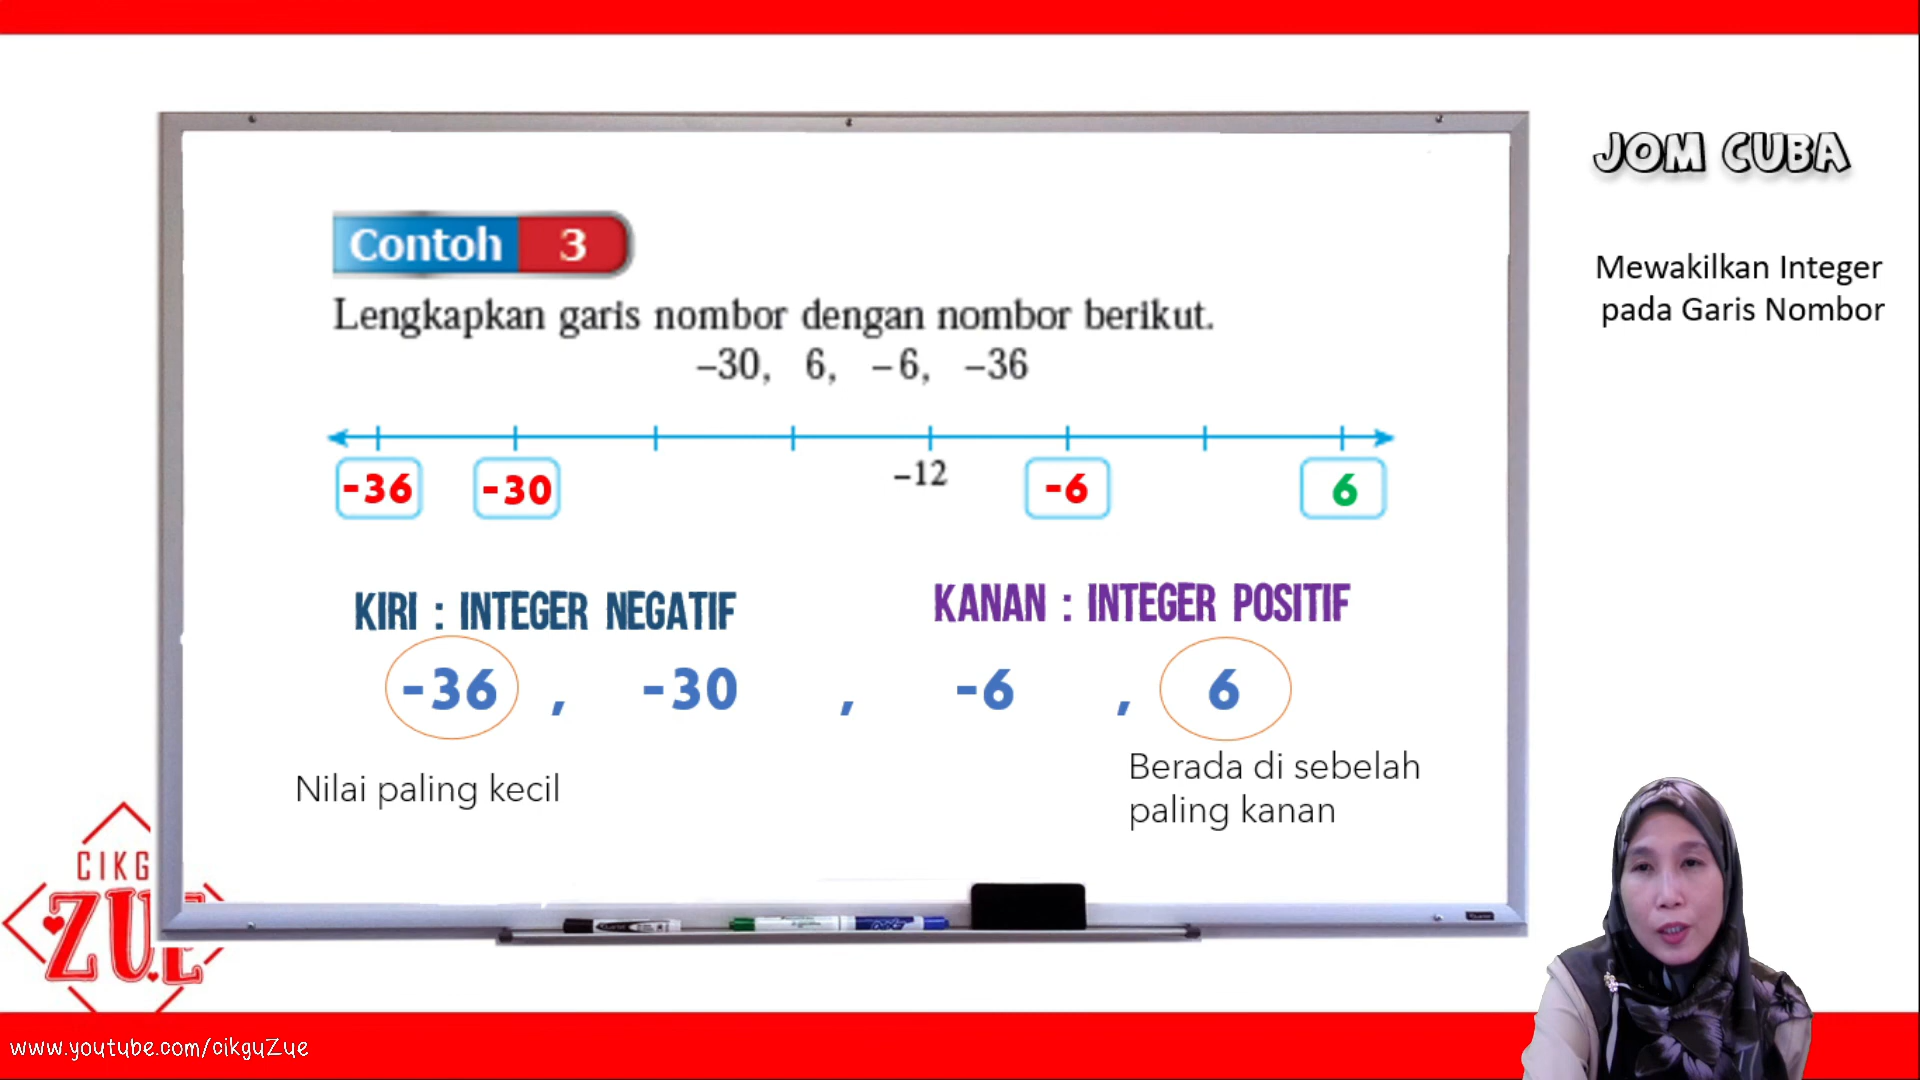 JOM CUBA
Mewakilkan Integer
pada Garis Nombor
Contoh 3
Lengkapkan garis nombor dengan nombor berikut.
–30, 6, –6, –36
–12
-36 -30 -6 6
KIRI : INTEGER NEGATIF
KANAN : INTEGER POSITIF
-36 , -30 , -6 , 6
Nilai paling kecil
Berada di sebelah
paling kanan
CIKG
ZUE
www.youtube.com/cikguZue